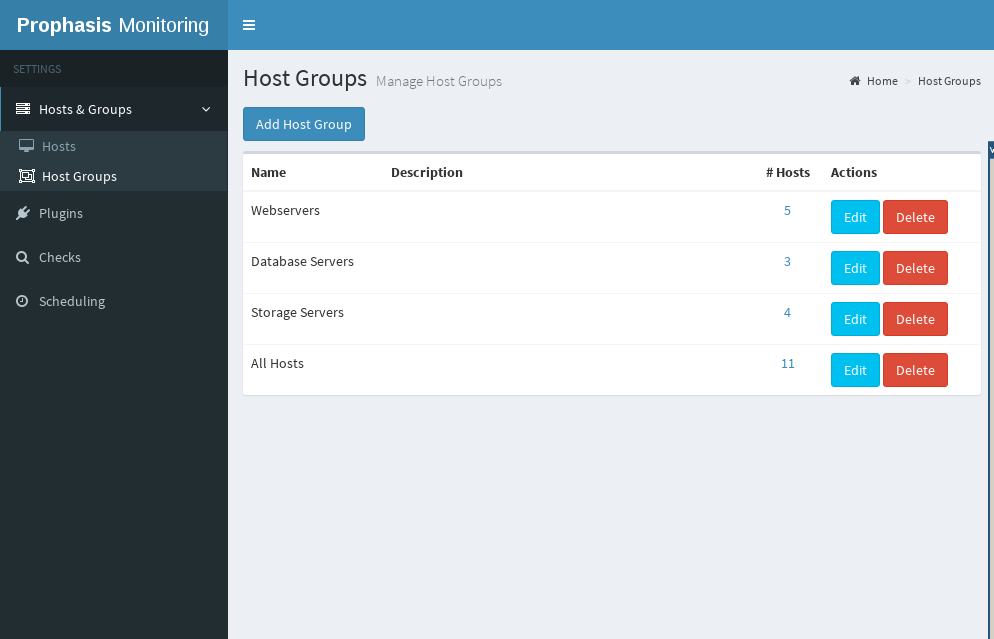 Prophasis Monitoring
SETTINGS
Hosts & Groups
Hosts
Host Groups
Plugins
Checks
Scheduling
Host Groups Manage Host Groups
Home > Host Groups
Add Host Group
Name Description # Hosts Actions
Webservers 5 Edit Delete
Database Servers 3 Edit Delete
Storage Servers 4 Edit Delete
All Hosts 11 Edit Delete